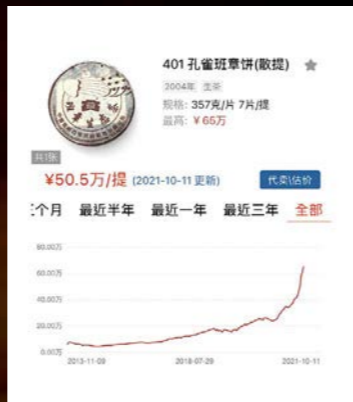 401 孔雀班章饼(散提)
2004年 生茶
规格: 357克/片 7片/提
最高: ¥65万
共1张
¥50.5万/提 (2021-10-11 更新)
代卖\估价
三个月 最近半年 最近一年 最近三年 全部
80.00万
60.00万
40.00万
20.00万
0.00万
2013-11-09 2018-07-29 2021-10-11